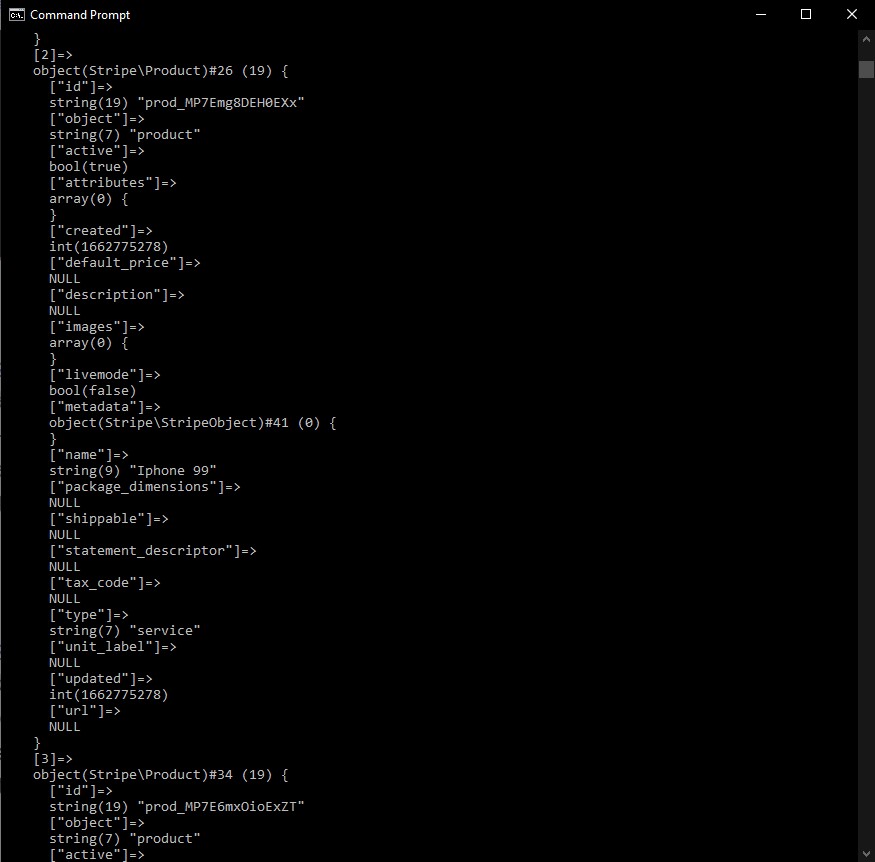 Command Prompt
}
[2]=>
object(Stripe\Product)#26 (19) {
["id"]=>
string(19) "prod_MP7Emg8DEH0EXx"
["object"]=>
string(7) "product"
["active"]=>
bool(true)
["attributes"]=>
array(0) {
}
["created"]=>
int(1662775278)
["default_price"]=>
NULL
["description"]=>
NULL
["images"]=>
array(0) {
}
["livemode"]=>
bool(false)
["metadata"]=>
object(Stripe\StripeObject)#41 (0) {
}
["name"]=>
string(9) "Iphone 99"
["package_dimensions"]=>
NULL
["shippable"]=>
NULL
["statement_descriptor"]=>
NULL
["tax_code"]=>
NULL
["type"]=>
string(7) "service"
["unit_label"]=>
NULL
["updated"]=>
int(1662775278)
["url"]=>
NULL
}
[3]=>
object(Stripe\Product)#34 (19) {
["id"]=>
string(19) "prod_MP7E6mxOioExZT"
["object"]=>
string(7) "product"
["active"]=>